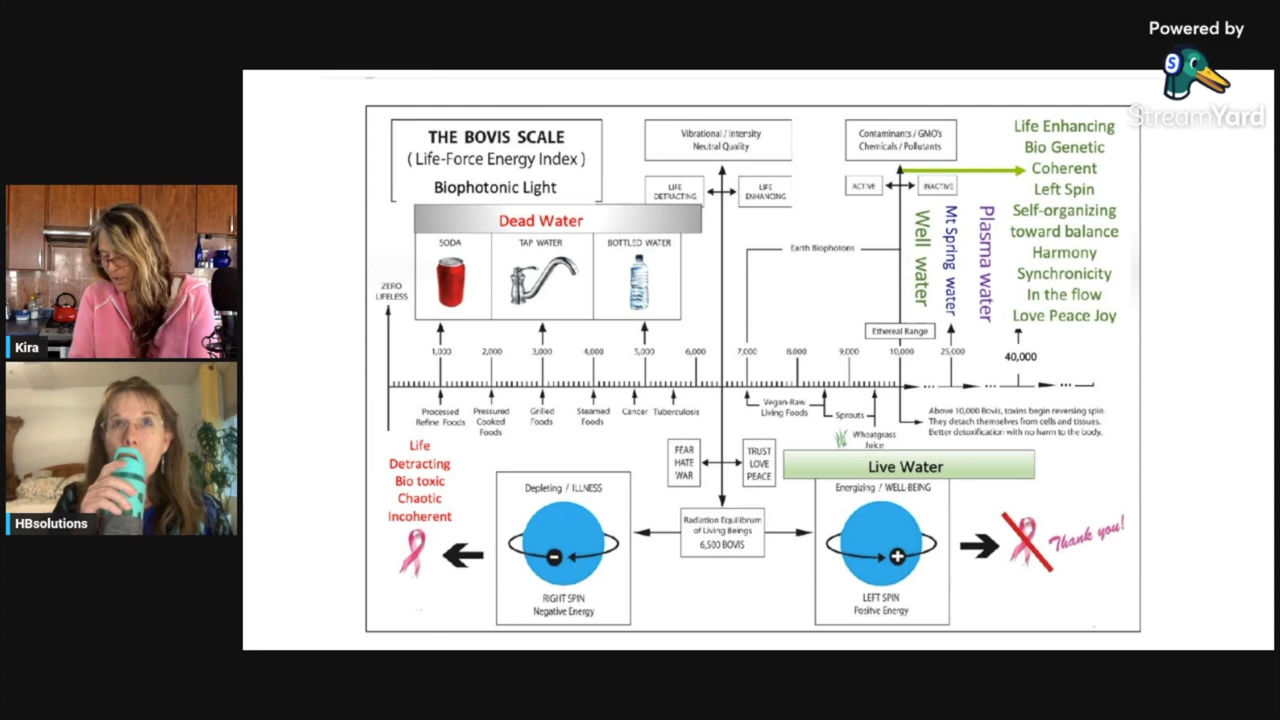 Powered by
S
StreamYard
THE BOVIS SCALE
( Life-Force Energy Index )
Biophotonic Light
Vibrational / Intensity
Neutral Quality
LIFE
DETRACTING
LIFE
ENHANCING
Contaminants / GMO's
Chemicals / Pollutants
ACTIVE
INACTIVE
Life Enhancing
Bio Genetic
Coherent
Left Spin
Self-organizing
toward balance
Harmony
Synchronicity
In the flow
Love Peace Joy
Dead Water
SODA
TAP WATER
BOTTLED WATER
Earth Biophotons
Well water
Mt Spring water
Plasma water
ZERO
LIFELESS
Ethereal Range
1,000
2,000
3,000
4,000
5,000
6,000
7,000
8,000
9,000
10,000
25,000
40,000
Processed
Refine Foods
Pressured
Cooked
Foods
Grilled
Foods
Steamed
Foods
Cancer
Tuberculosis
Vegan-Raw
Living Foods
Sprouts
Wheatgrass
Juice
Above 10,000 Bovis, toxins begin reversing spin.
They detach themselves from cells and tissues.
Better detoxification with no harm to the body.
Life
Detracting
Bio toxic
Chaotic
Incoherent
FEAR
HATE
WAR
TRUST
LOVE
PEACE
Live Water
Depleting / ILLNESS
RIGHT SPIN
Negative Energy
Radiation Equilibrum
of Living Beings
6,500 BOVIS
Energizing / WELL-BEING
LEFT SPIN
Positve Energy
Thank you!
Kira
HBsolutions